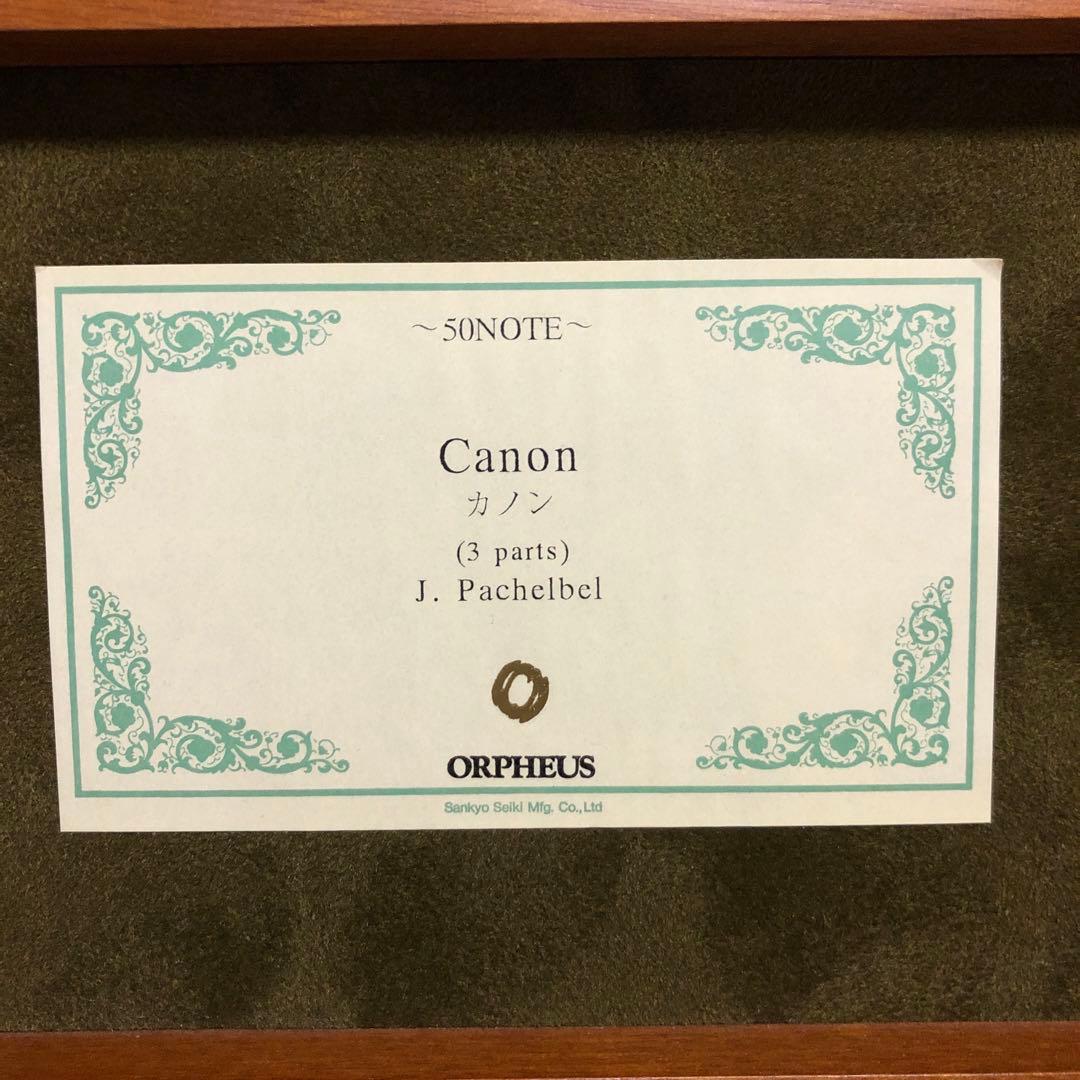 ～50NOTE～
Canon
カノン
(3 parts)
J. Pachelbel
ORPHEUS
Sankyo Seiki Mfg. Co.,Ltd